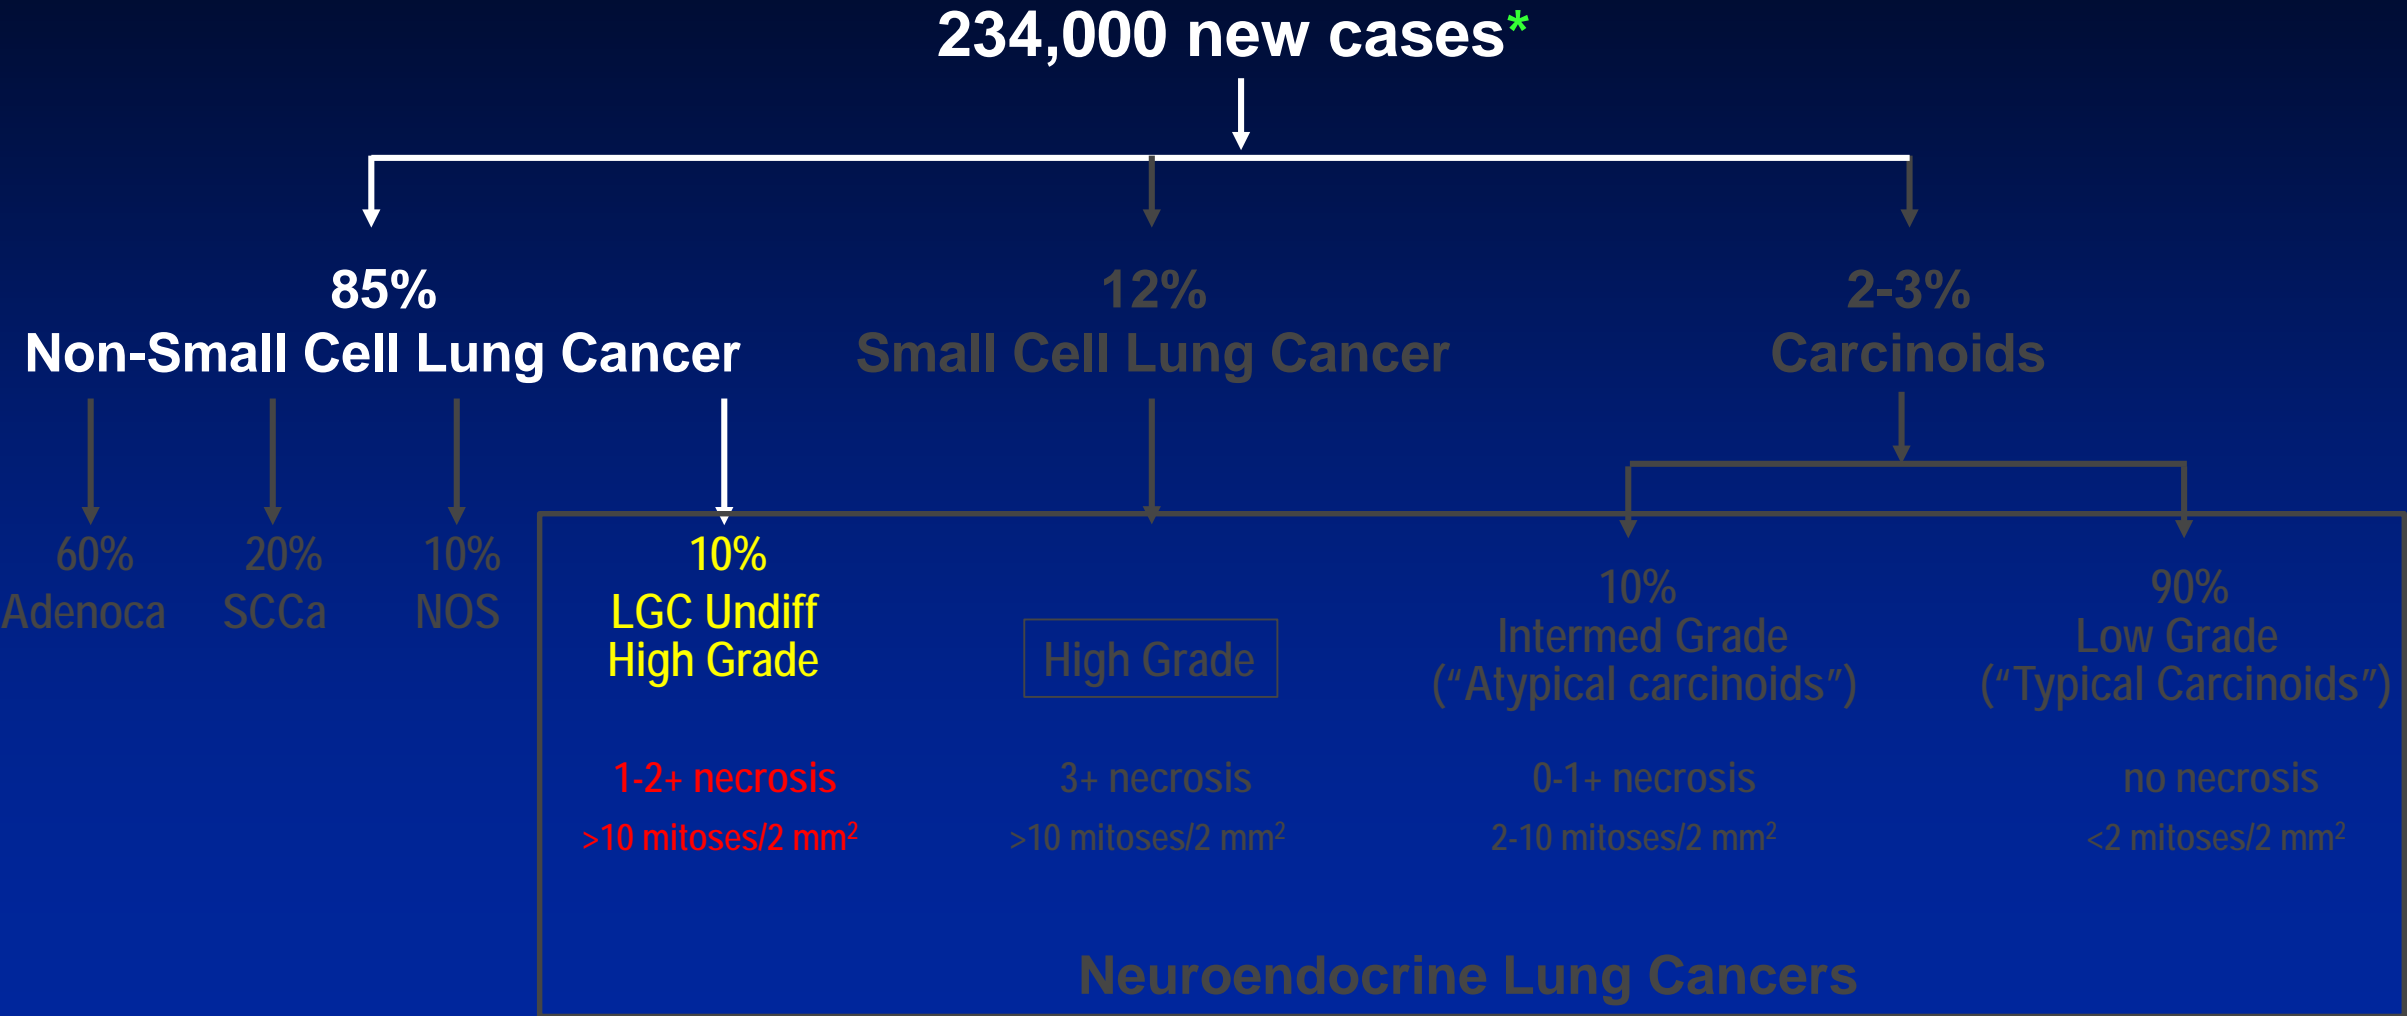 234,000 new cases*
85%
Non-Small Cell Lung Cancer
12%
Small Cell Lung Cancer
2-3%
Carcinoids
60%
Adenoca
20%
SCCa
10%
NOS
10%
LGC Undiff
High Grade
1-2+ necrosis
>10 mitoses/2 mm²
High Grade
3+ necrosis
>10 mitoses/2 mm²
10%
Intermed Grade
(“Atypical carcinoids”)
0-1+ necrosis
2-10 mitoses/2 mm²
90%
Low Grade
(“Typical Carcinoids”)
no necrosis
<2 mitoses/2 mm²
Neuroendocrine Lung Cancers